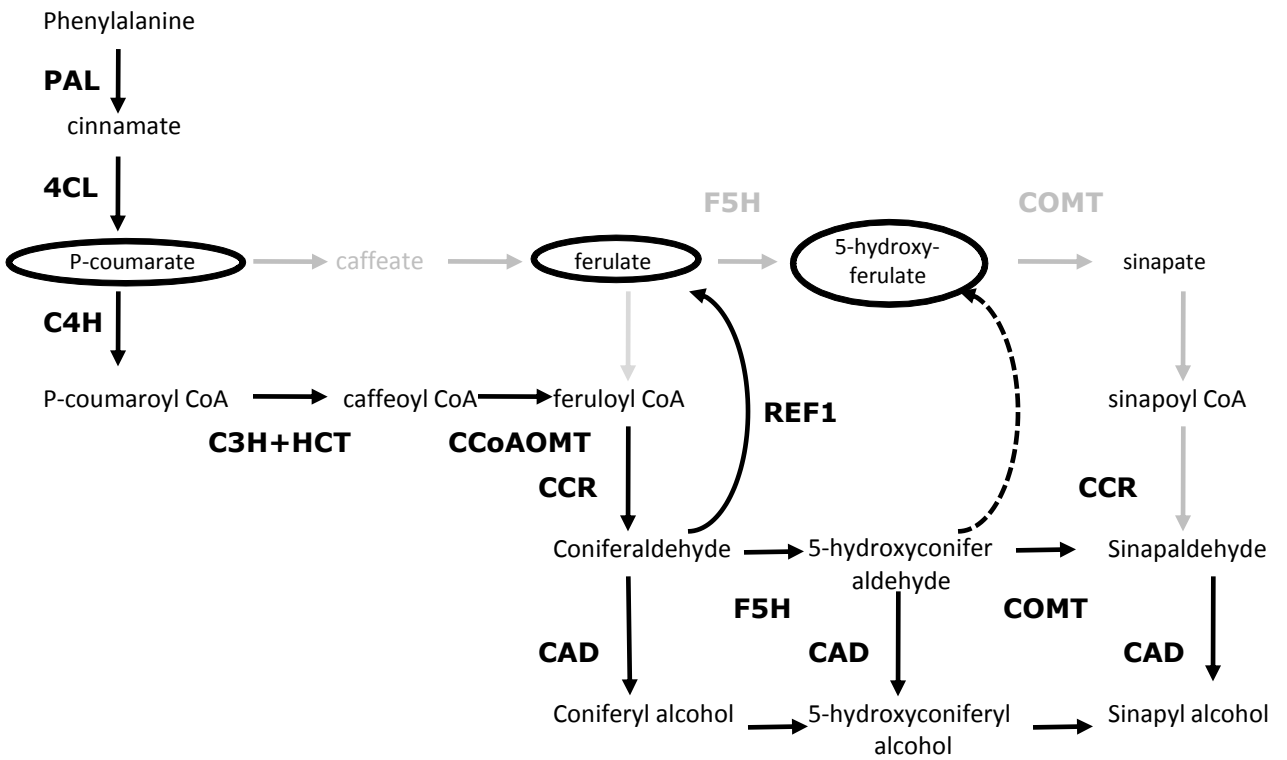 Phenylalanine
PAL
cinnamate
4CL
F5H
COMT
P-coumarate
caffeate
ferulate
5-hydroxy-
ferulate
sinapate
C4H
P-coumaroyl CoA
caffeoyl CoA
feruloyl CoA
REF1
sinapoyl CoA
C3H+HCT
CCoAOMT
CCR
CCR
Coniferaldehyde
5-hydroxyconifer
aldehyde
Sinapaldehyde
F5H
COMT
CAD
CAD
CAD
Coniferyl alcohol
5-hydroxyconiferyl
alcohol
Sinapyl alcohol